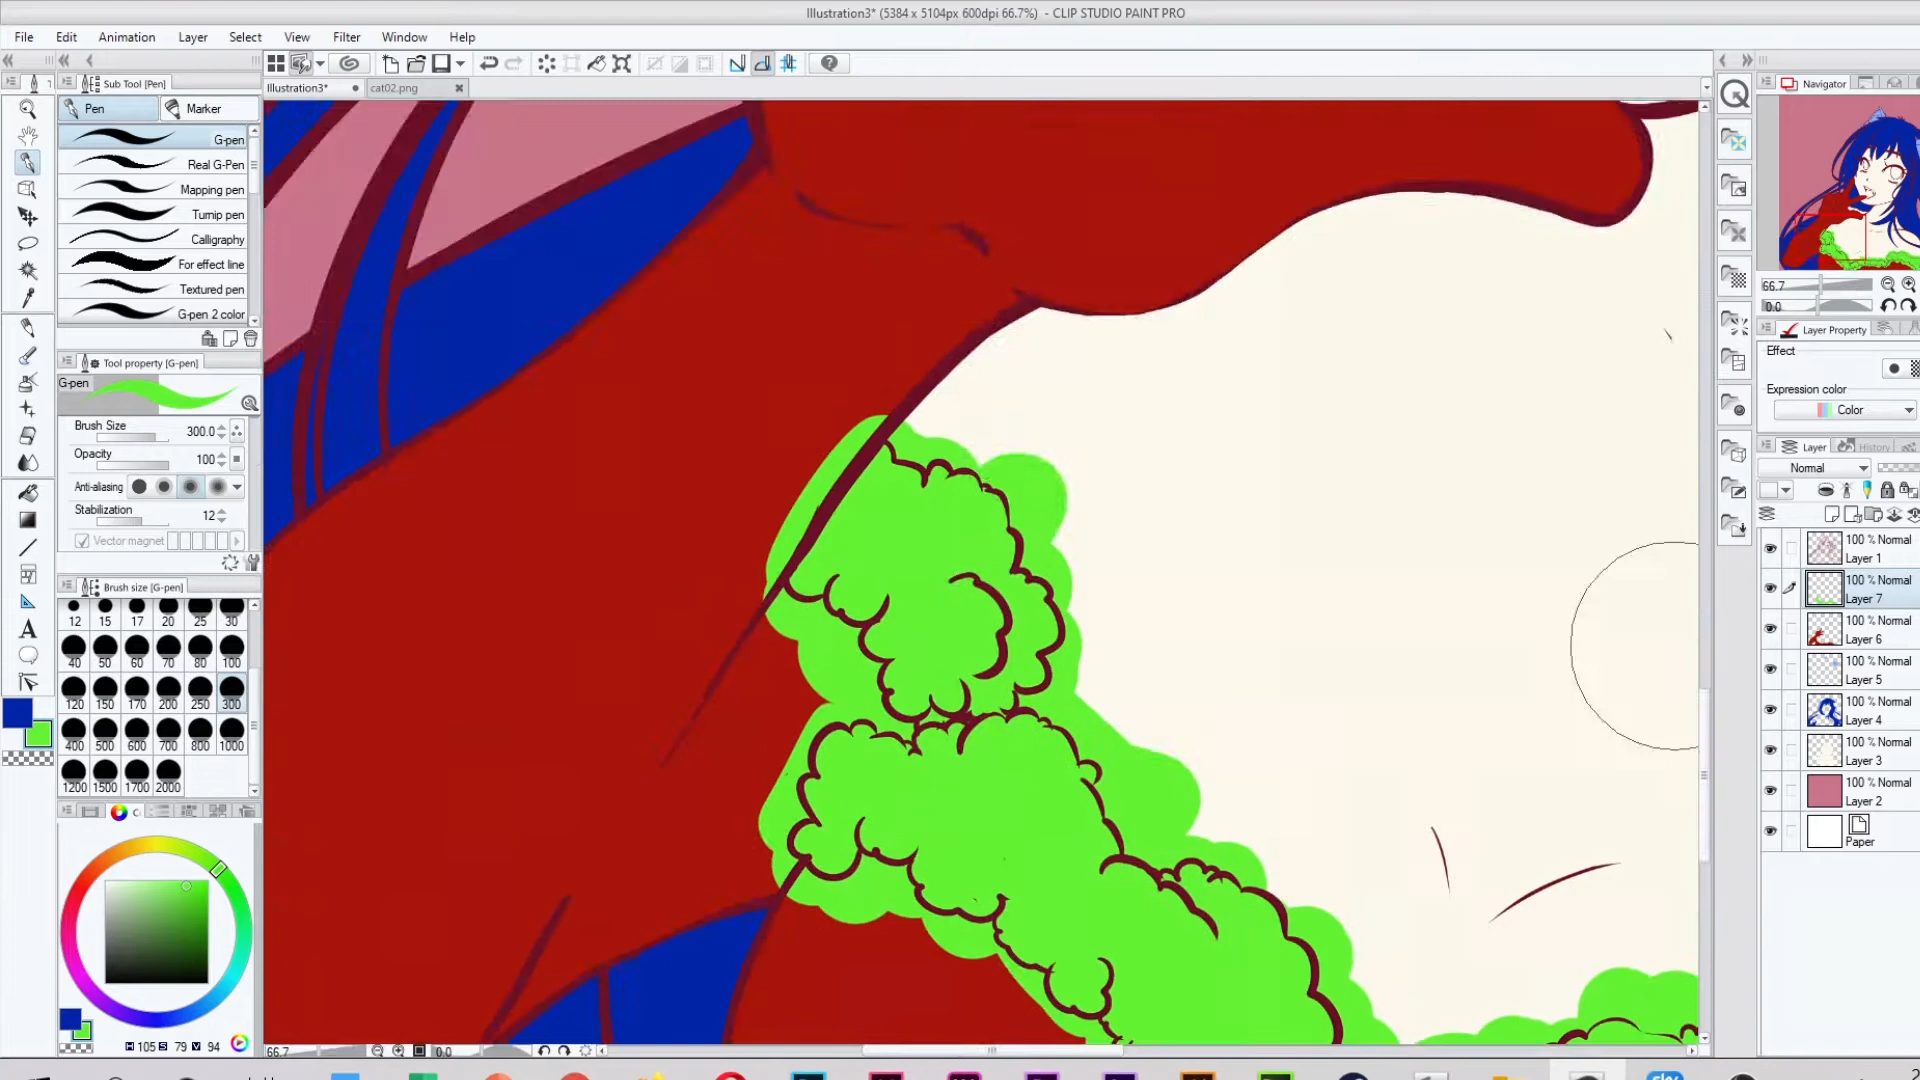 Illustration3* (5384 x 5104px 600dpi 66.7%) - CLIP STUDIO PAINT PRO
File Edit Animation Layer Select View Filter Window Help
Sub Tool [Pen]
Illustration3* cat02.png
Navigator
Pen Marker
G-pen
Real G-Pen
Mapping pen
Turnip pen
Calligraphy
For effect line
Textured pen
G-pen 2 color
66.7
0.0
Layer Property
Effect
Expression color
Color
Tool property [G-pen]
G-pen
Brush Size 300.0
Opacity 100
Anti-aliasing
Stabilization 12
Vector magnet
Layer History
Normal
100 % Normal
Layer 1
100 % Normal
Layer 7
100 % Normal
Layer 6
100 % Normal
Layer 5
100 % Normal
Layer 4
100 % Normal
Layer 3
100 % Normal
Layer 2
Paper
Brush size [G-pen]
12 15 17 20 25 30
40 50 60 70 80 100
120 150 170 200 250 300
400 500 600 700 800 1000
1200 1500 1700 2000
A
H 105 S 79 V 94
66.7 0.0
sky